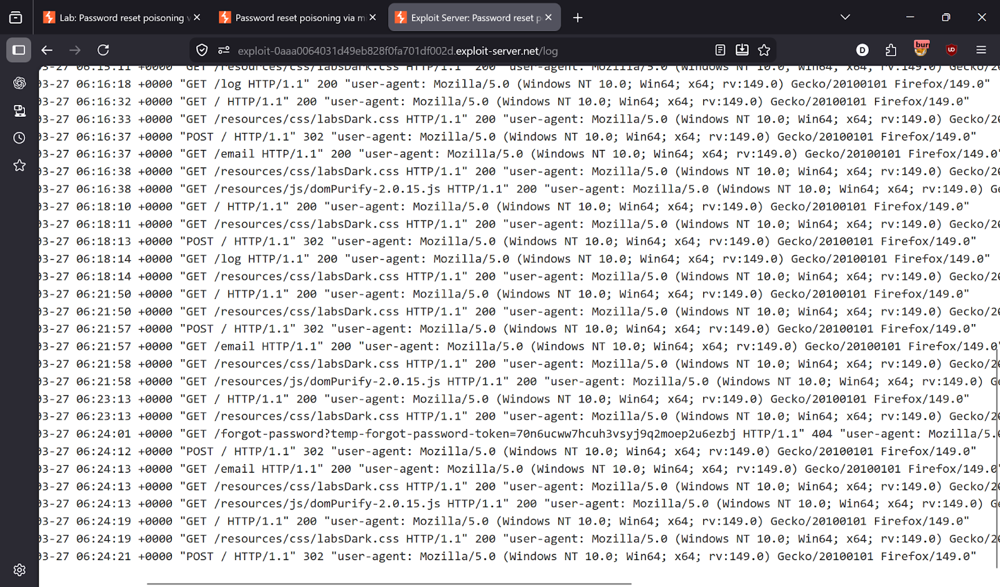 Lab: Password reset poisoning v
Password reset poisoning via mi
Exploit Server: Password reset p
exploit-0aaa0064031d49eb828f0fa701df002d.exploit-server.net/log
D
bur
UD
03-27 06:15:11 +0000 "GET /resources/css/labsDark.css HTTP/1.1" 200 "user-agent: Mozilla/5.0 (Windows NT 10.0; Win64; x64; rv:149.0) Gecko/20
03-27 06:16:18 +0000 "GET /log HTTP/1.1" 200 "user-agent: Mozilla/5.0 (Windows NT 10.0; Win64; x64; rv:149.0) Gecko/20100101 Firefox/149.0"
03-27 06:16:32 +0000 "GET / HTTP/1.1" 200 "user-agent: Mozilla/5.0 (Windows NT 10.0; Win64; x64; rv:149.0) Gecko/20100101 Firefox/149.0"
03-27 06:16:33 +0000 "GET /resources/css/labsDark.css HTTP/1.1" 200 "user-agent: Mozilla/5.0 (Windows NT 10.0; Win64; x64; rv:149.0) Gecko/20
03-27 06:16:37 +0000 "POST / HTTP/1.1" 302 "user-agent: Mozilla/5.0 (Windows NT 10.0; Win64; x64; rv:149.0) Gecko/20100101 Firefox/149.0"
03-27 06:16:37 +0000 "GET /email HTTP/1.1" 200 "user-agent: Mozilla/5.0 (Windows NT 10.0; Win64; x64; rv:149.0) Gecko/20100101 Firefox/149.0"
03-27 06:16:38 +0000 "GET /resources/css/labsDark.css HTTP/1.1" 200 "user-agent: Mozilla/5.0 (Windows NT 10.0; Win64; x64; rv:149.0) Gecko/20
03-27 06:16:38 +0000 "GET /resources/js/domPurify-2.0.15.js HTTP/1.1" 200 "user-agent: Mozilla/5.0 (Windows NT 10.0; Win64; x64; rv:149.0) Ge
03-27 06:18:10 +0000 "GET / HTTP/1.1" 200 "user-agent: Mozilla/5.0 (Windows NT 10.0; Win64; x64; rv:149.0) Gecko/20100101 Firefox/149.0"
03-27 06:18:11 +0000 "GET /resources/css/labsDark.css HTTP/1.1" 200 "user-agent: Mozilla/5.0 (Windows NT 10.0; Win64; x64; rv:149.0) Gecko/20
03-27 06:18:13 +0000 "POST / HTTP/1.1" 302 "user-agent: Mozilla/5.0 (Windows NT 10.0; Win64; x64; rv:149.0) Gecko/20100101 Firefox/149.0"
03-27 06:18:14 +0000 "GET /log HTTP/1.1" 200 "user-agent: Mozilla/5.0 (Windows NT 10.0; Win64; x64; rv:149.0) Gecko/20100101 Firefox/149.0"
03-27 06:18:14 +0000 "GET /resources/css/labsDark.css HTTP/1.1" 200 "user-agent: Mozilla/5.0 (Windows NT 10.0; Win64; x64; rv:149.0) Gecko/20
03-27 06:21:50 +0000 "GET / HTTP/1.1" 200 "user-agent: Mozilla/5.0 (Windows NT 10.0; Win64; x64; rv:149.0) Gecko/20100101 Firefox/149.0"
03-27 06:21:50 +0000 "GET /resources/css/labsDark.css HTTP/1.1" 200 "user-agent: Mozilla/5.0 (Windows NT 10.0; Win64; x64; rv:149.0) Gecko/20
03-27 06:21:57 +0000 "POST / HTTP/1.1" 302 "user-agent: Mozilla/5.0 (Windows NT 10.0; Win64; x64; rv:149.0) Gecko/20100101 Firefox/149.0"
03-27 06:21:57 +0000 "GET /email HTTP/1.1" 200 "user-agent: Mozilla/5.0 (Windows NT 10.0; Win64; x64; rv:149.0) Gecko/20100101 Firefox/149.0"
03-27 06:21:58 +0000 "GET /resources/css/labsDark.css HTTP/1.1" 200 "user-agent: Mozilla/5.0 (Windows NT 10.0; Win64; x64; rv:149.0) Gecko/20
03-27 06:21:58 +0000 "GET /resources/js/domPurify-2.0.15.js HTTP/1.1" 200 "user-agent: Mozilla/5.0 (Windows NT 10.0; Win64; x64; rv:149.0) Ge
03-27 06:23:13 +0000 "GET / HTTP/1.1" 200 "user-agent: Mozilla/5.0 (Windows NT 10.0; Win64; x64; rv:149.0) Gecko/20100101 Firefox/149.0"
03-27 06:23:13 +0000 "GET /resources/css/labsDark.css HTTP/1.1" 200 "user-agent: Mozilla/5.0 (Windows NT 10.0; Win64; x64; rv:149.0) Gecko/20
03-27 06:24:01 +0000 "GET /forgot-password?temp-forgot-password-token=70n6ucww7hcuh3vsyj9q2moep2u6ezbj HTTP/1.1" 404 "user-agent: Mozilla/5.0
03-27 06:24:12 +0000 "POST / HTTP/1.1" 302 "user-agent: Mozilla/5.0 (Windows NT 10.0; Win64; x64; rv:149.0) Gecko/20100101 Firefox/149.0"
03-27 06:24:13 +0000 "GET /email HTTP/1.1" 200 "user-agent: Mozilla/5.0 (Windows NT 10.0; Win64; x64; rv:149.0) Gecko/20100101 Firefox/149.0"
03-27 06:24:13 +0000 "GET /resources/css/labsDark.css HTTP/1.1" 200 "user-agent: Mozilla/5.0 (Windows NT 10.0; Win64; x64; rv:149.0) Gecko/20
03-27 06:24:13 +0000 "GET /resources/js/domPurify-2.0.15.js HTTP/1.1" 200 "user-agent: Mozilla/5.0 (Windows NT 10.0; Win64; x64; rv:149.0) Ge
03-27 06:24:19 +0000 "GET / HTTP/1.1" 200 "user-agent: Mozilla/5.0 (Windows NT 10.0; Win64; x64; rv:149.0) Gecko/20100101 Firefox/149.0"
03-27 06:24:19 +0000 "GET /resources/css/labsDark.css HTTP/1.1" 200 "user-agent: Mozilla/5.0 (Windows NT 10.0; Win64; x64; rv:149.0) Gecko/20
03-27 06:24:21 +0000 "POST / HTTP/1.1" 302 "user-agent: Mozilla/5.0 (Windows NT 10.0; Win64; x64; rv:149.0) Gecko/20100101 Firefox/149.0"